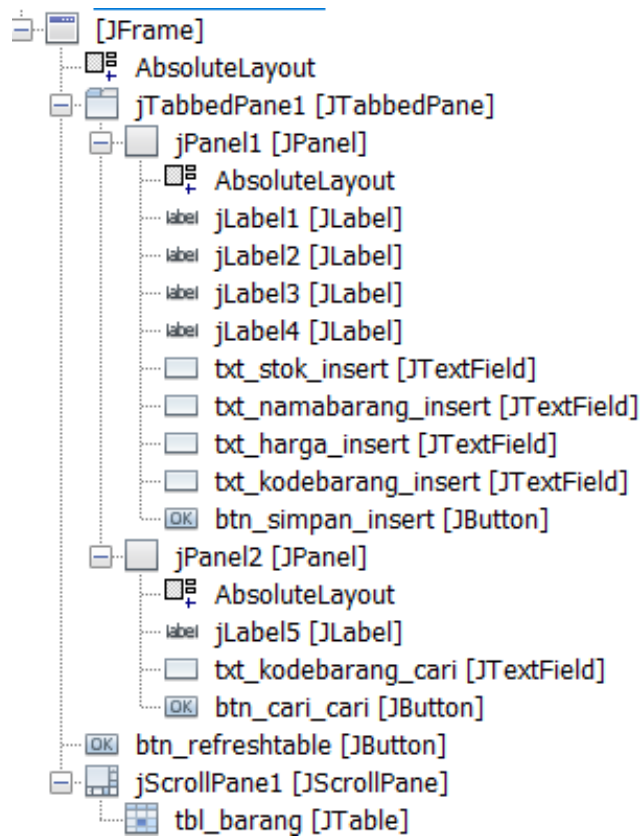 [JFrame]
AbsoluteLayout
jTabbedPane1 [JTabbedPane]
jPanel1 [JPanel]
AbsoluteLayout
label jLabel1 [JLabel]
label jLabel2 [JLabel]
label jLabel3 [JLabel]
label jLabel4 [JLabel]
txt_stok_insert [JTextField]
txt_namabarang_insert [JTextField]
txt_harga_insert [JTextField]
txt_kodebarang_insert [JTextField]
OK btn_simpan_insert [JButton]
jPanel2 [JPanel]
AbsoluteLayout
label jLabel5 [JLabel]
txt_kodebarang_cari [JTextField]
OK btn_cari_cari [JButton]
OK btn_refreshtable [JButton]
jScrollPane1 [JScrollPane]
tbl_barang [JTable]